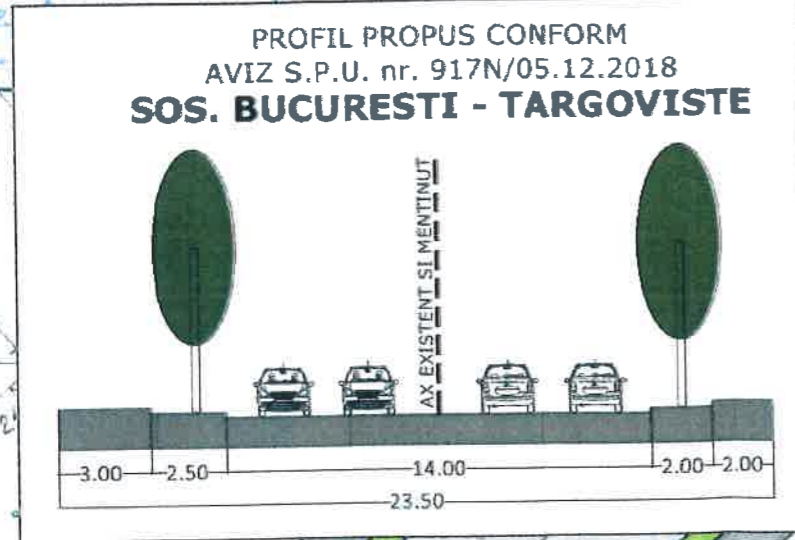 PROFIL PROPUS CONFORM
AVIZ S.P.U. nr. 917N/05.12.2018
SOS. BUCURESTI - TARGOVISTE
AX EXISTENT SI MENTINUT
3.00 2.50 14.00 2.00 2.00
23.50